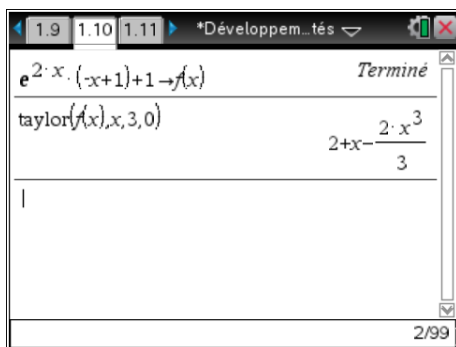 1.9 1.10 1.11 *Développem...tés
e^2·x·(-x+1)+1→f(x) Terminé
taylor(f(x),x,3,0)
2+x-2·x^3/3
2/99